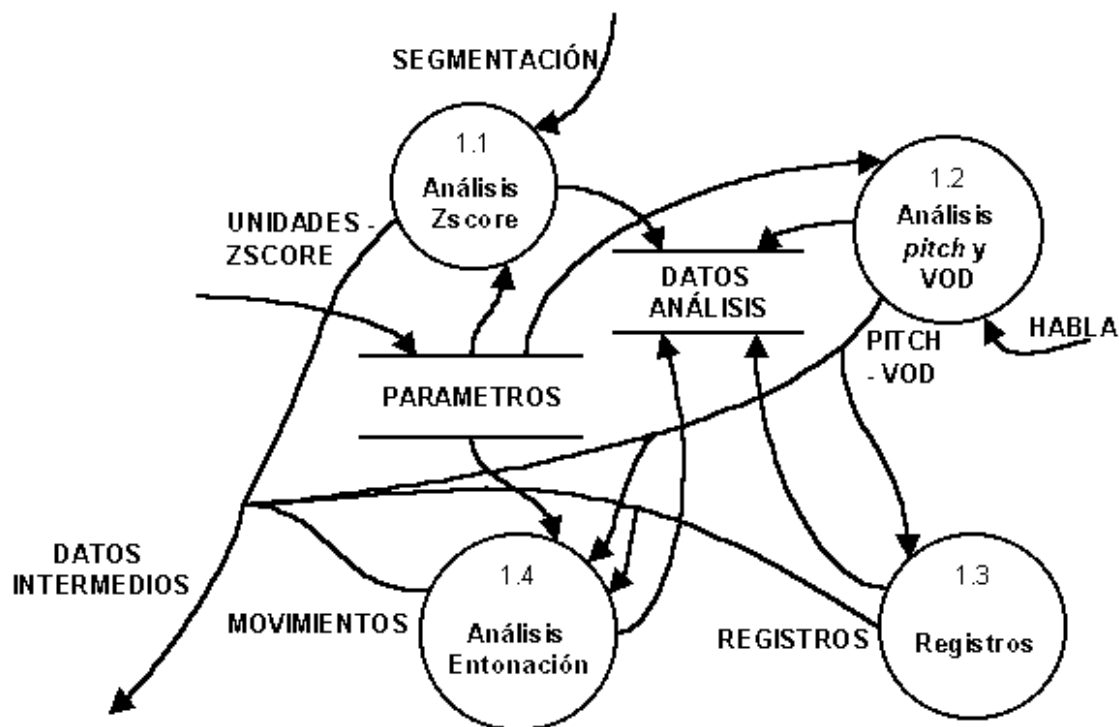 SEGMENTACIÓN
1.1
Análisis
Zscore
UNIDADES -
ZSCORE
1.2
Análisis
pitch y
VOD
DATOS
ANÁLISIS
HABLA
PITCH
- VOD
PARAMETROS
DATOS
INTERMEDIOS
MOVIMIENTOS
1.4
Análisis
Entonación
REGISTROS
1.3
Registros